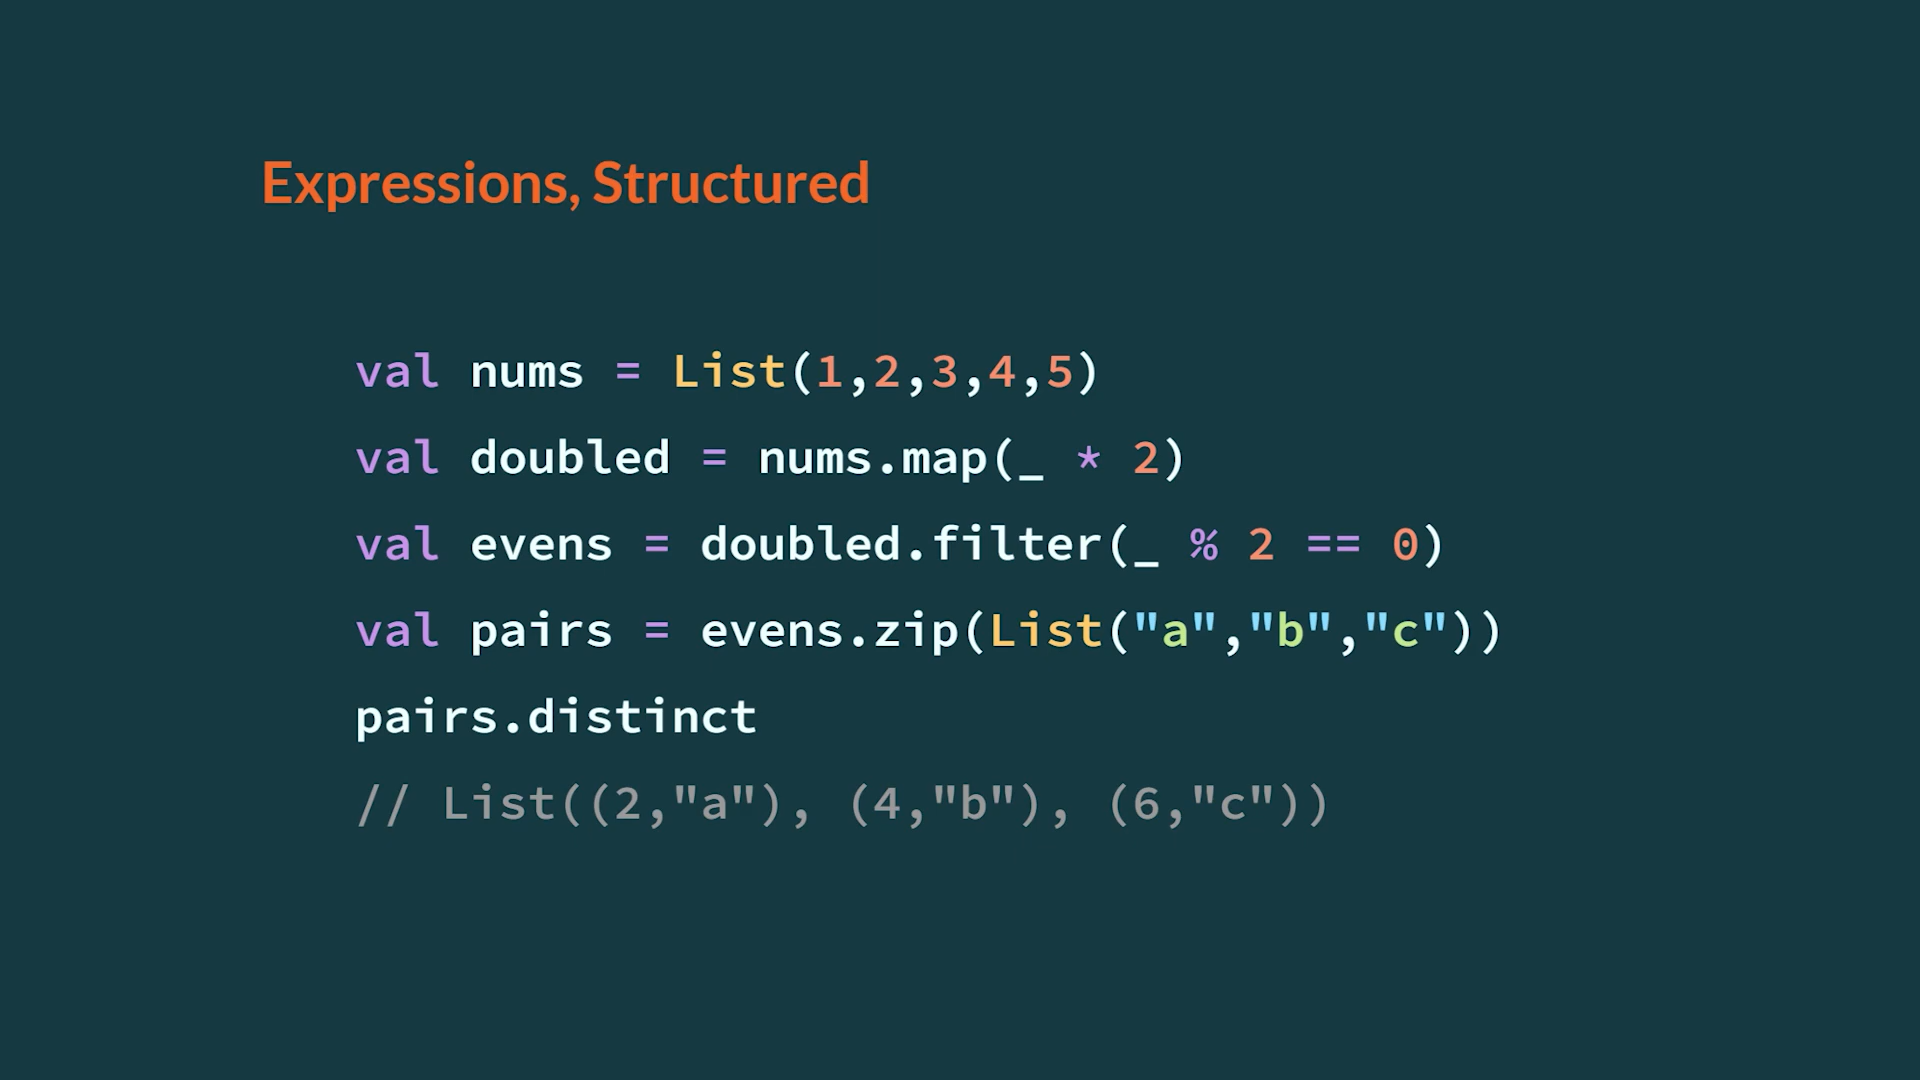 Expressions, Structured
val nums = List(1,2,3,4,5)
val doubled = nums.map(_ * 2)
val evens = doubled.filter(_ % 2 == 0)
val pairs = evens.zip(List("a","b","c"))
pairs.distinct
// List((2,"a"), (4,"b"), (6,"c"))